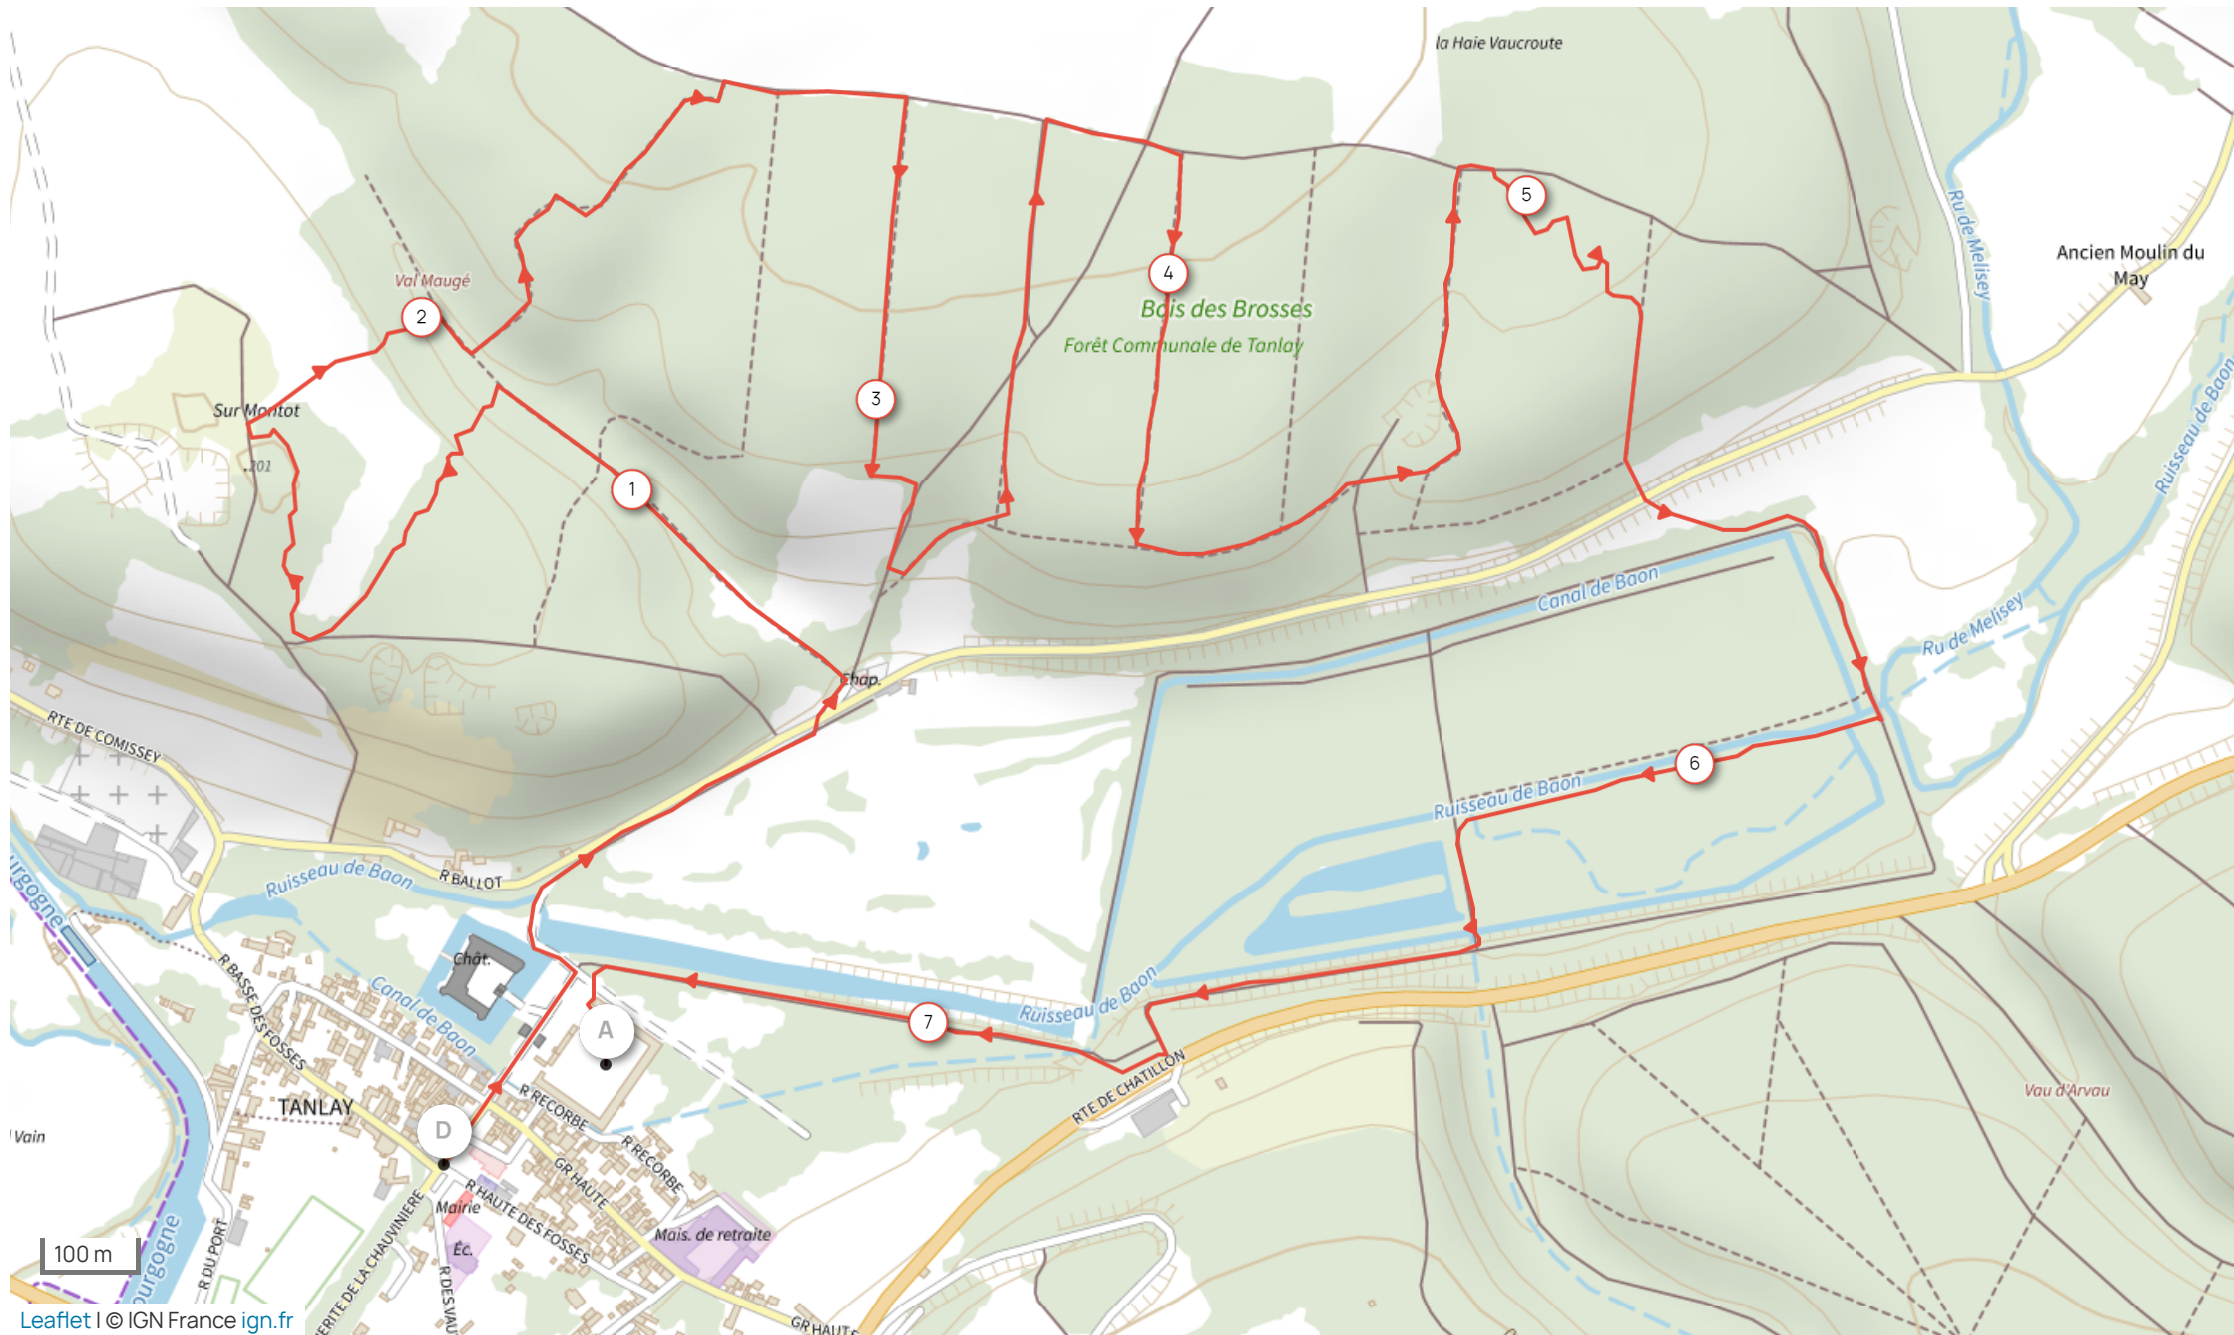 la Haie Vaucroute
5
Ru de Melisey
Ancien Moulin du
May
Val Maugé
2
4
Bois des Brosses
Forêt Communale de Tanlay
Ruisseau de Baon
3
Sur Montot
.201
1
Canal de Baon
Ru de Melisey
Chap.
RTE DE COMISSEY
6
Ruisseau de Baon
R BALLOT
Ruisseau de Baon
Chât.
R BASSE DES FOSSES
Canal de Baon
Ruisseau de Baon
7
A
RTE DE CHATILLON
R RECORBE
TANLAY
D
Vain
R RECORBE
Vau d'Arvau
GR HAUTE
R HAUTE DES FOSSES
Mairie
Mais. de retraite
Éc.
R DU PORT
100 m
GR HAUTE
Leaflet | © IGN France ign.fr